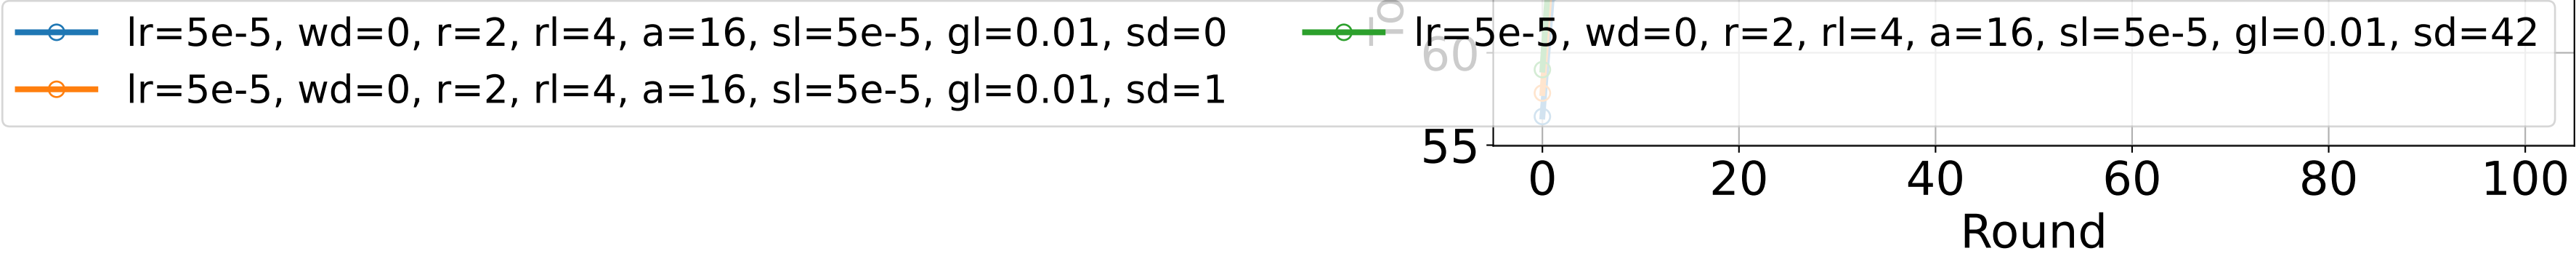 lr=5e-5, wd=0, r=2, rl=4, a=16, sl=5e-5, gl=0.01, sd=0
lr=5e-5, wd=0, r=2, rl=4, a=16, sl=5e-5, gl=0.01, sd=1
lr=5e-5, wd=0, r=2, rl=4, a=16, sl=5e-5, gl=0.01, sd=42
60
55
0 20 40 60 80 100
Round